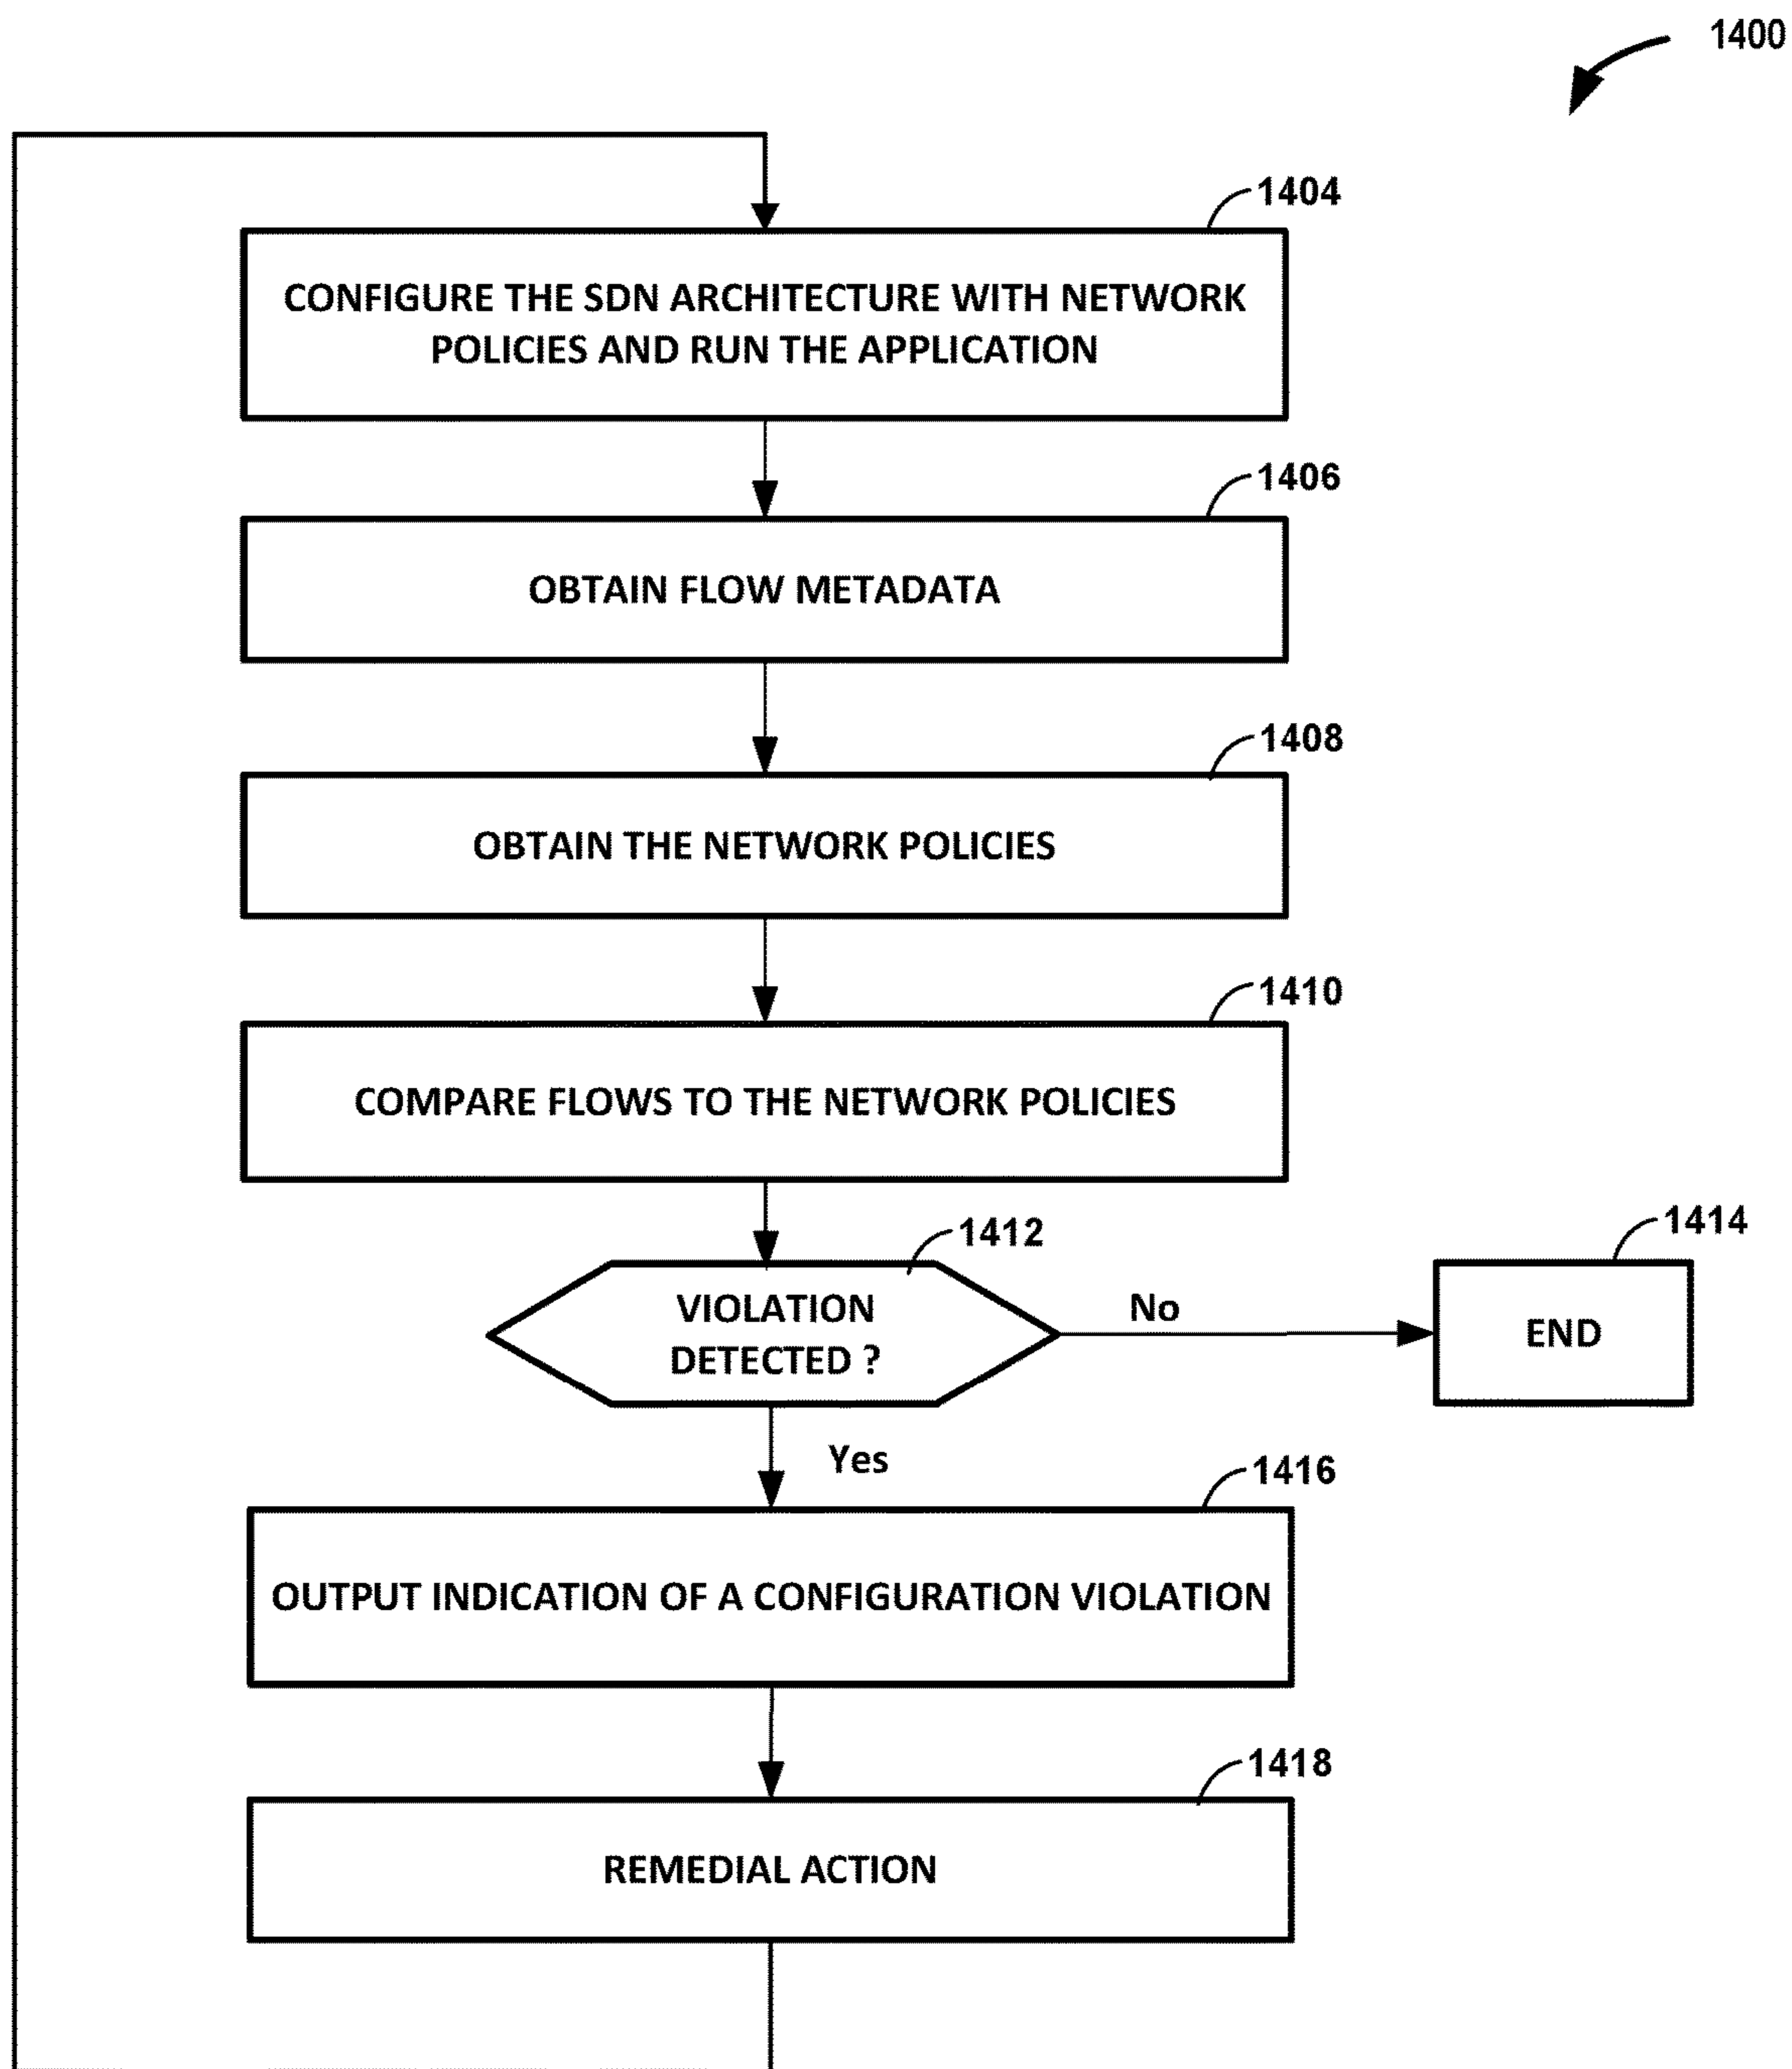 1400
1404
CONFIGURE THE SDN ARCHITECTURE WITH NETWORK
POLICIES AND RUN THE APPLICATION
1406
OBTAIN FLOW METADATA
1408
OBTAIN THE NETWORK POLICIES
1410
COMPARE FLOWS TO THE NETWORK POLICIES
1412
VIOLATION
DETECTED ?
No
1414
END
Yes
1416
OUTPUT INDICATION OF A CONFIGURATION VIOLATION
1418
REMEDIAL ACTION